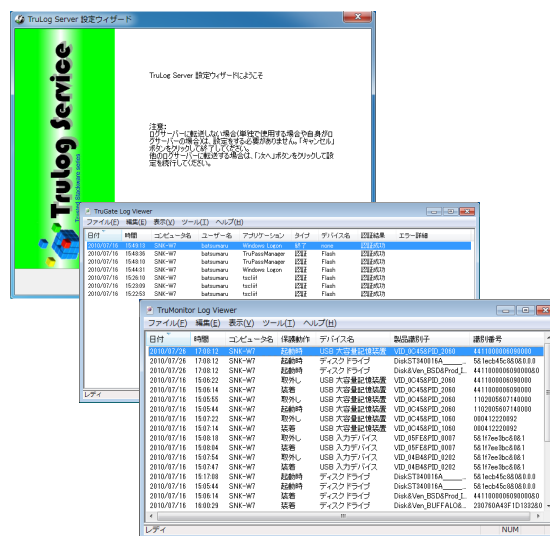 TruLog Server 設定ウィザード
TruLog Service
TruGate Standware series
TruLog Server 設定ウィザードにようこそ
注意:
ログサーバーに転送しない場合(単独で使用する場合や自身がロ
グサーバーの場合)は、設定をする必要がありません。「キャンセル」
ボタンをクリックして終了してください。
他のログサーバーに転送する場合は、「次へ」ボタンをクリックして設
定を続行してください。
TruGate Log Viewer
ファイル(F) 編集(E) 表示(V) ツール(T) ヘルプ(H)
日付 時間 コンピュータ名 ユーザー名 アプリケーション タイプ デバイス名 認証結果 エラー詳細
2010/07/16 15:49:13 SNK-W7 batsumaru Windows Logon 終了 none 認証成功
2010/07/16 15:48:36 SNK-W7 batsumaru TruPassManager 認証 Flash 認証成功
2010/07/16 15:48:10 SNK-W7 batsumaru TruPassManager 認証 Flash 認証成功
2010/07/16 15:44:31 SNK-W7 batsumaru Windows Logon 認証 Flash 認証成功
2010/07/16 15:26:10 SNK-W7 batsumaru 認証 Flash 認証成功
2010/07/16 15:23:09 SNK-W7 batsumaru 認証 Flash 認証成功
2010/07/16 15:22:53 SNK-W7 batsumaru 認証 Flash 認証成功
レディ
TruMonitor Log Viewer
ファイル(F) 編集(E) 表示(V) ツール(T) ヘルプ(H)
日付 時間 コンピュータ名 保護動作 デバイス名 製品識別子 識別番号
2010/07/26 17:08:12 SNK-W7 起動時 USB 大容量記憶装置 VID_0C45&PID_2060 4411000006090000
2010/07/26 17:08:12 SNK-W7 起動時 ディスクドライブ DiskST340016A______... 5&1ecb45c8&0&0.0.0
2010/07/26 17:08:12 SNK-W7 起動時 ディスクドライブ Disk&Ven_BSD&Prod_I... 4411000006090000&0
2010/07/16 15:06:22 SNK-W7 取外し USB 大容量記憶装置 VID_0C45&PID_2060 4411000006090000
2010/07/16 15:06:14 SNK-W7 装着 USB 大容量記憶装置 VID_0C45&PID_2060 4411000006090000
2010/07/16 15:05:55 SNK-W7 取外し USB 大容量記憶装置 VID_0C45&PID_2060 1102005607140000
2010/07/16 15:05:44 SNK-W7 起動時 USB 大容量記憶装置 VID_0C45&PID_2060 1102005607140000
2010/07/16 15:07:22 SNK-W7 取外し USB 大容量記憶装置 VID_0C45&PID_1060 000412220892
2010/07/16 15:07:14 SNK-W7 装着 USB 大容量記憶装置 VID_0C45&PID_1060 000412220892
2010/07/16 15:08:18 SNK-W7 取外し USB 入力デバイス VID_05FE&PID_0007 5&1f7ee3bc&0&1
2010/07/16 15:08:04 SNK-W7 装着 USB 入力デバイス VID_05FE&PID_0007 5&1f7ee3bc&0&1
2010/07/16 15:07:54 SNK-W7 取外し USB 入力デバイス VID_04B4&PID_0202 5&1f7ee3bc&0&1
2010/07/16 15:07:47 SNK-W7 装着 USB 入力デバイス VID_04B4&PID_0202 5&1f7ee3bc&0&1
2010/07/16 15:17:08 SNK-W7 起動時 ディスクドライブ DiskST340016A______... 5&1ecb45c8&0&0.0.0
2010/07/16 15:05:44 SNK-W7 起動時 ディスクドライブ DiskST340016A______... 5&1ecb45c8&0&0.0.0
2010/07/16 15:06:14 SNK-W7 装着 ディスクドライブ Disk&Ven_BSD&Prod_I... 4411000006090000&0
2010/07/16 16:00:29 SNK-W7 装着 ディスクドライブ Disk&Ven_BUFFALO&... 230760A43F1D1332&0
レディ NUM